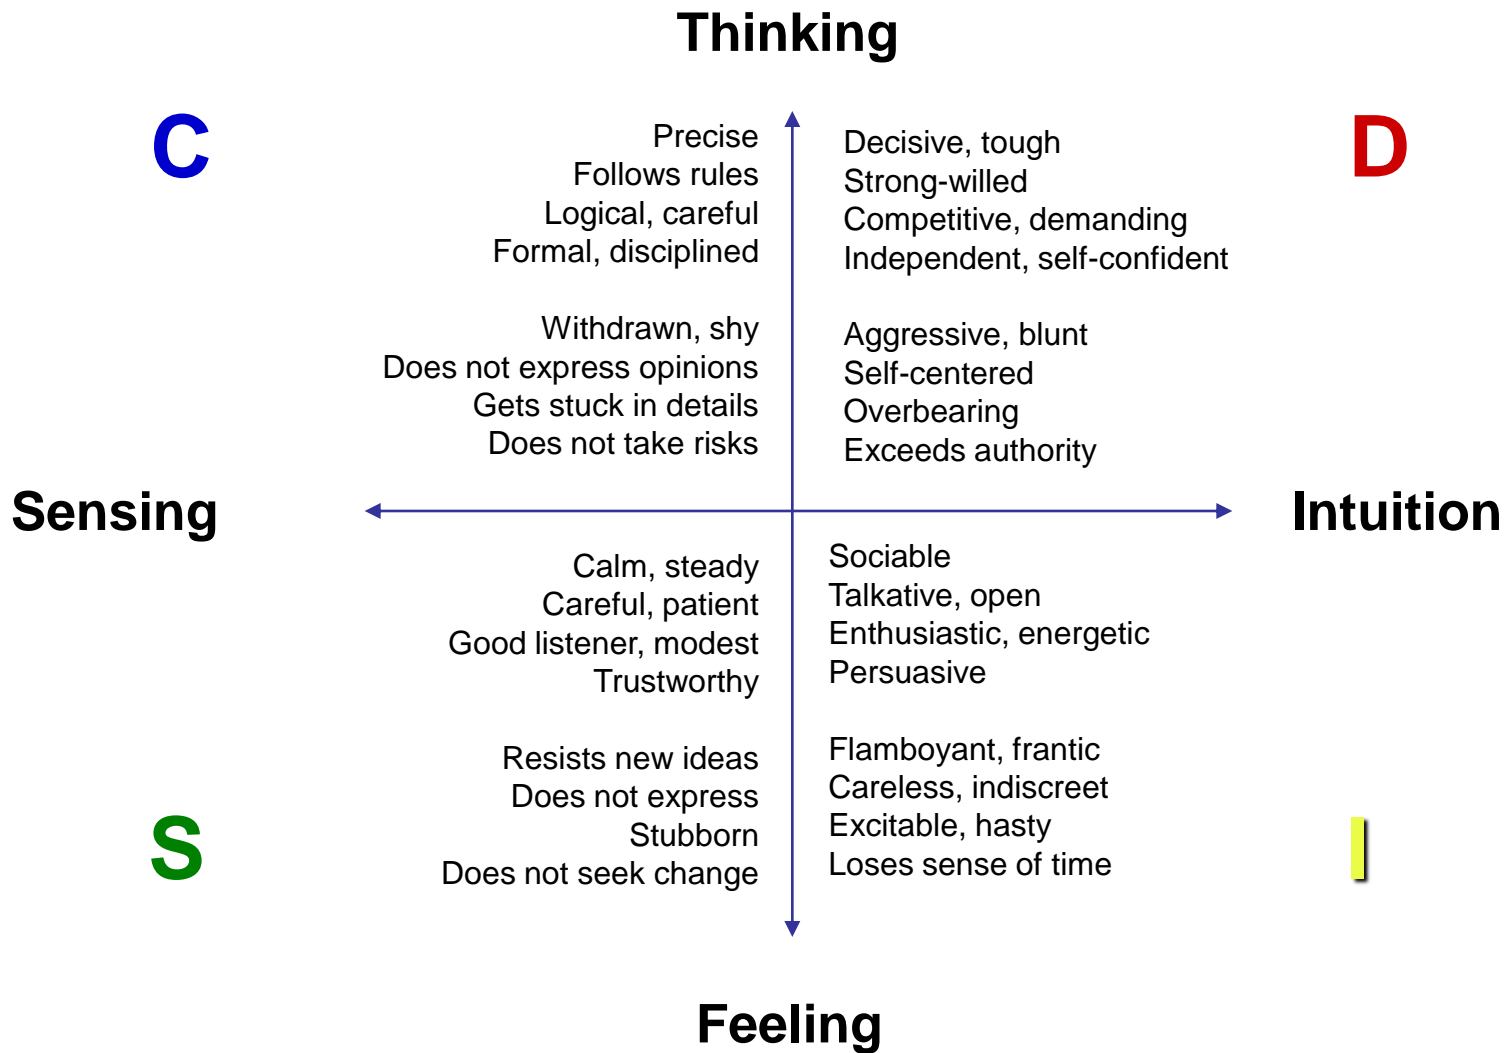 Thinking
C
Precise
Follows rules
Logical, careful
Formal, disciplined
Withdrawn, shy
Does not express opinions
Gets stuck in details
Does not take risks
Decisive, tough
Strong-willed
Competitive, demanding
Independent, self-confident
Aggressive, blunt
Self-centered
Overbearing
Exceeds authority
D
Sensing
Intuition
Calm, steady
Careful, patient
Good listener, modest
Trustworthy
Resists new ideas
Does not express
Stubborn
Does not seek change
S
Sociable
Talkative, open
Enthusiastic, energetic
Persuasive
Flamboyant, frantic
Careless, indiscreet
Excitable, hasty
Loses sense of time
I
Feeling